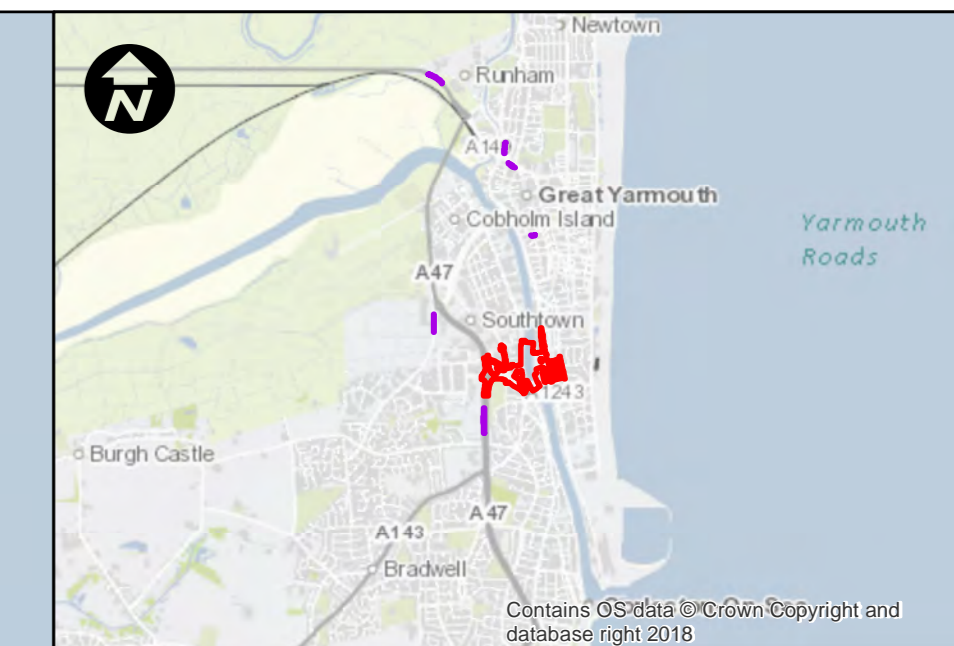 Newtown
N
Runham
A14
Great Yarmouth
Cobholm Island
Yarmouth
Roads
A47
Southtown
A1243
Burgh Castle
A143
A47
Bradwell
Contains OS data © Crown Copyright and
database right 2018